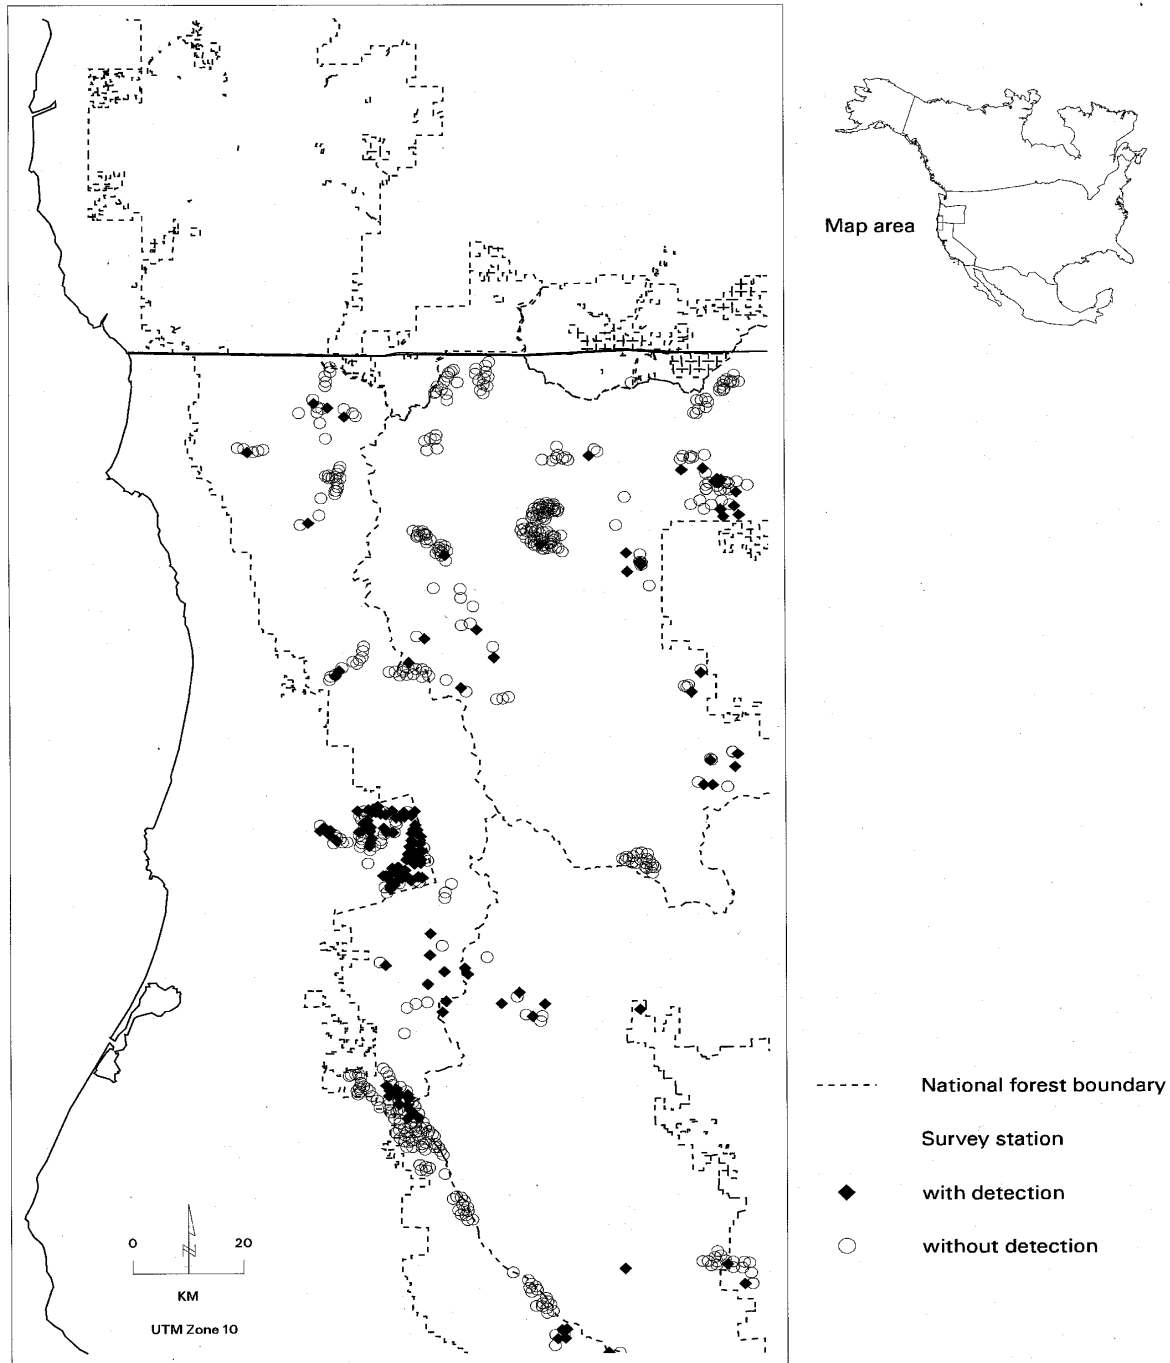 Map area
National forest boundary
Survey station
with detection
without detection
0 20
KM
UTM Zone 10